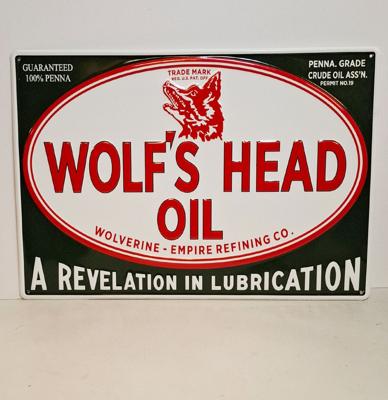 GUARANTEED
100% PENNA
PENNA. GRADE
CRUDE OIL ASS'N.
PERMIT NO.19
TRADE MARK
REG. U.S. PAT. OFF.
WOLF'S HEAD
OIL
WOLVERINE - EMPIRE REFINING CO.
A REVELATION IN LUBRICATION